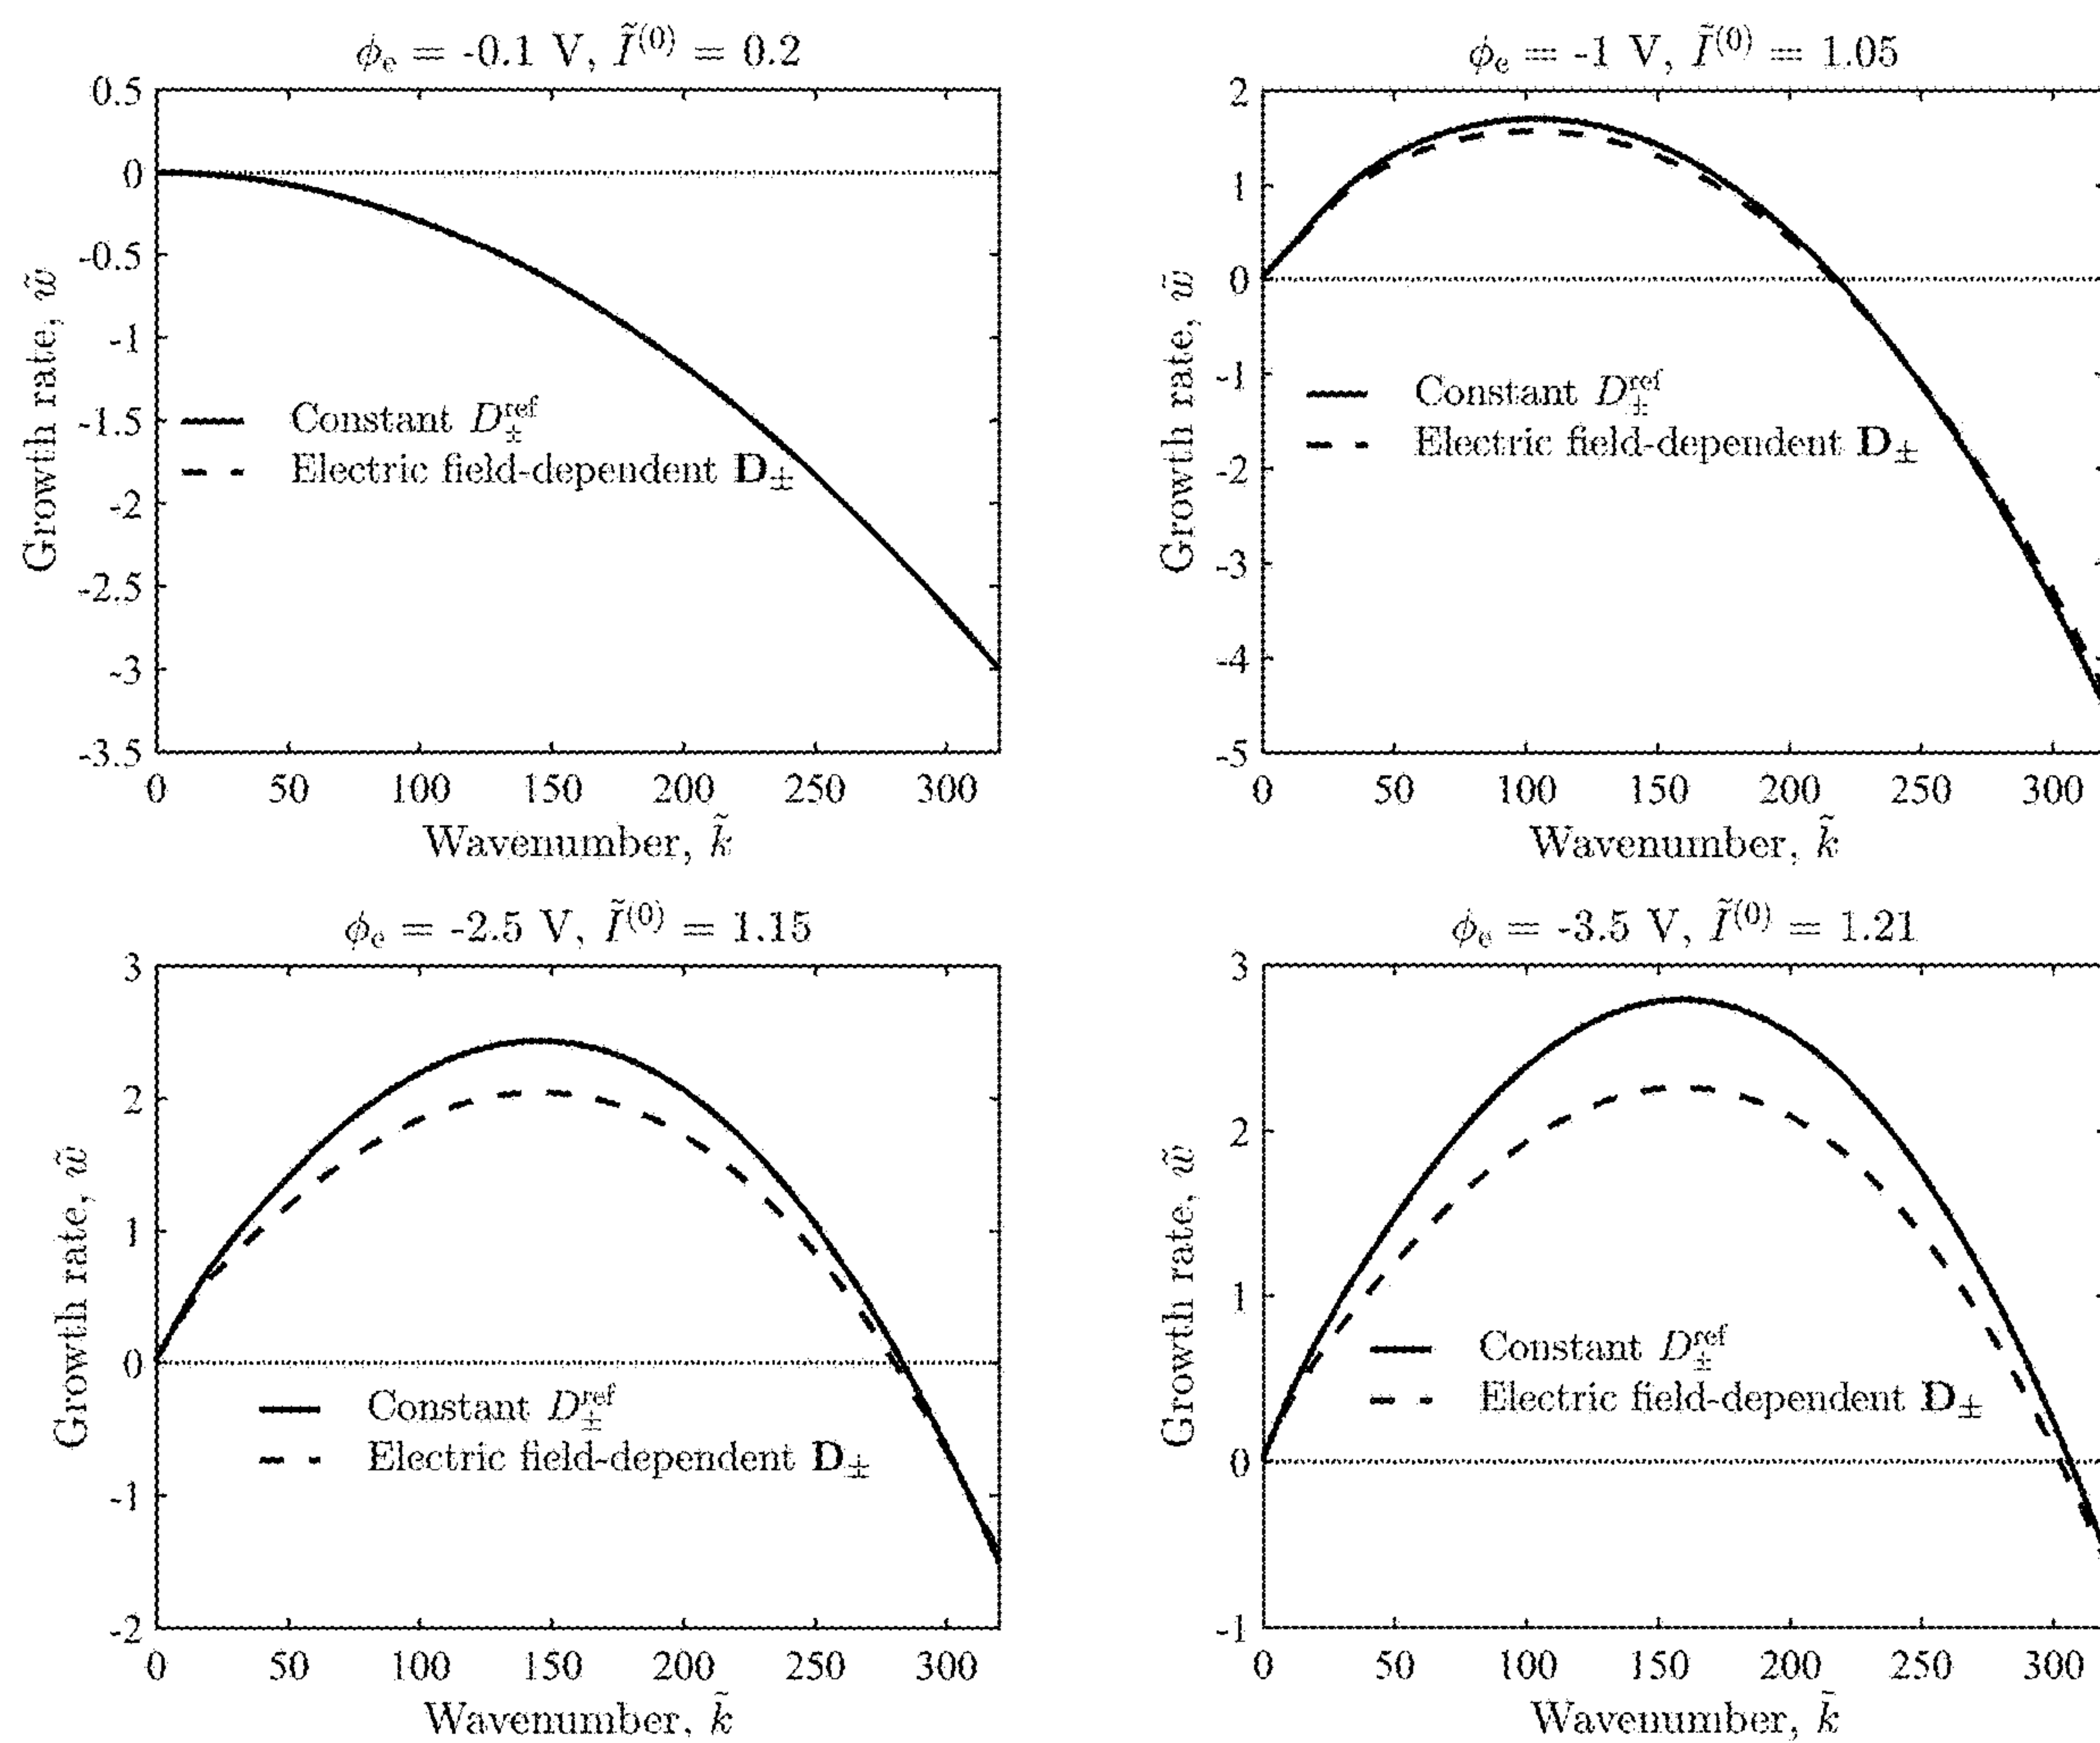 ϕₑ = -0.1 V, Ĩ⁽⁰⁾ = 0.2
0.5
0
-0.5
-1
-1.5
-2
-2.5
-3
-3.5
Growth rate, w̃
Constant D±ʳᵉᶠ
Electric field-dependent D±
0 50 100 150 200 250 300
Wavenumber, k̃
ϕₑ = -1 V, Ĩ⁽⁰⁾ = 1.05
2
1
0
-1
-2
-3
-4
-5
Growth rate, w̃
Constant D±ʳᵉᶠ
Electric field-dependent D±
0 50 100 150 200 250 300
Wavenumber, k̃
ϕₑ = -2.5 V, Ĩ⁽⁰⁾ = 1.15
3
2
1
0
-1
-2
Growth rate, w̃
Constant D±ʳᵉᶠ
Electric field-dependent D±
0 50 100 150 200 250 300
Wavenumber, k̃
ϕₑ = -3.5 V, Ĩ⁽⁰⁾ = 1.21
3
2
1
0
-1
Growth rate, w̃
Constant D±ʳᵉᶠ
Electric field-dependent D±
0 50 100 150 200 250 300
Wavenumber, k̃